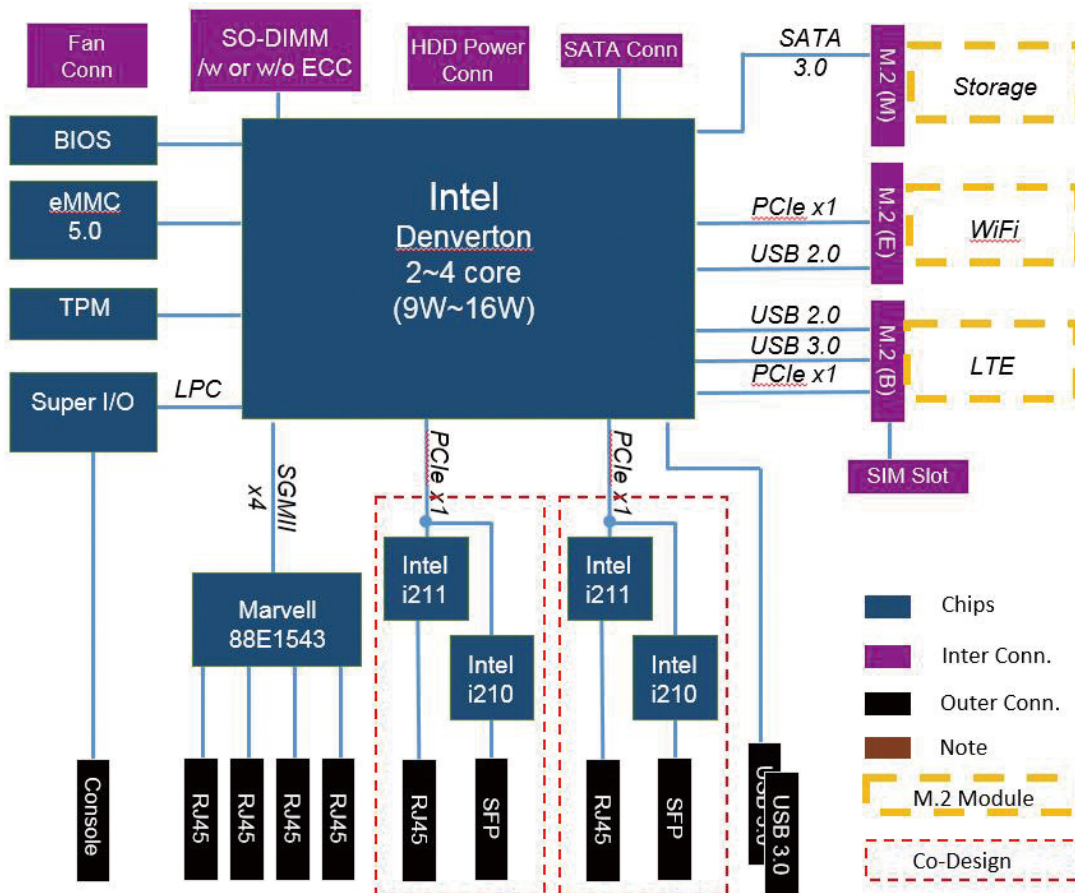 Fan
Conn
SO-DIMM
/w or w/o ECC
HDD Power
Conn
SATA Conn
SATA
3.0
M.2 (M)
Storage
BIOS
eMMC
5.0
TPM
Super I/O
LPC
Intel
Denverton
2~4 core
(9W~16W)
PCIe x1
USB 2.0
M.2 (E)
WiFi
USB 2.0
USB 3.0
PCIe x1
M.2 (B)
LTE
SIM Slot
SGMII
x4
PCIe x1
PCIe x1
Marvell
88E1543
Intel
i211
Intel
i210
Intel
i211
Intel
i210
Console
RJ45
RJ45
RJ45
RJ45
RJ45
SFP
RJ45
SFP
USB 3.0
USB 3.0
Chips
Inter Conn.
Outer Conn.
Note
M.2 Module
Co-Design